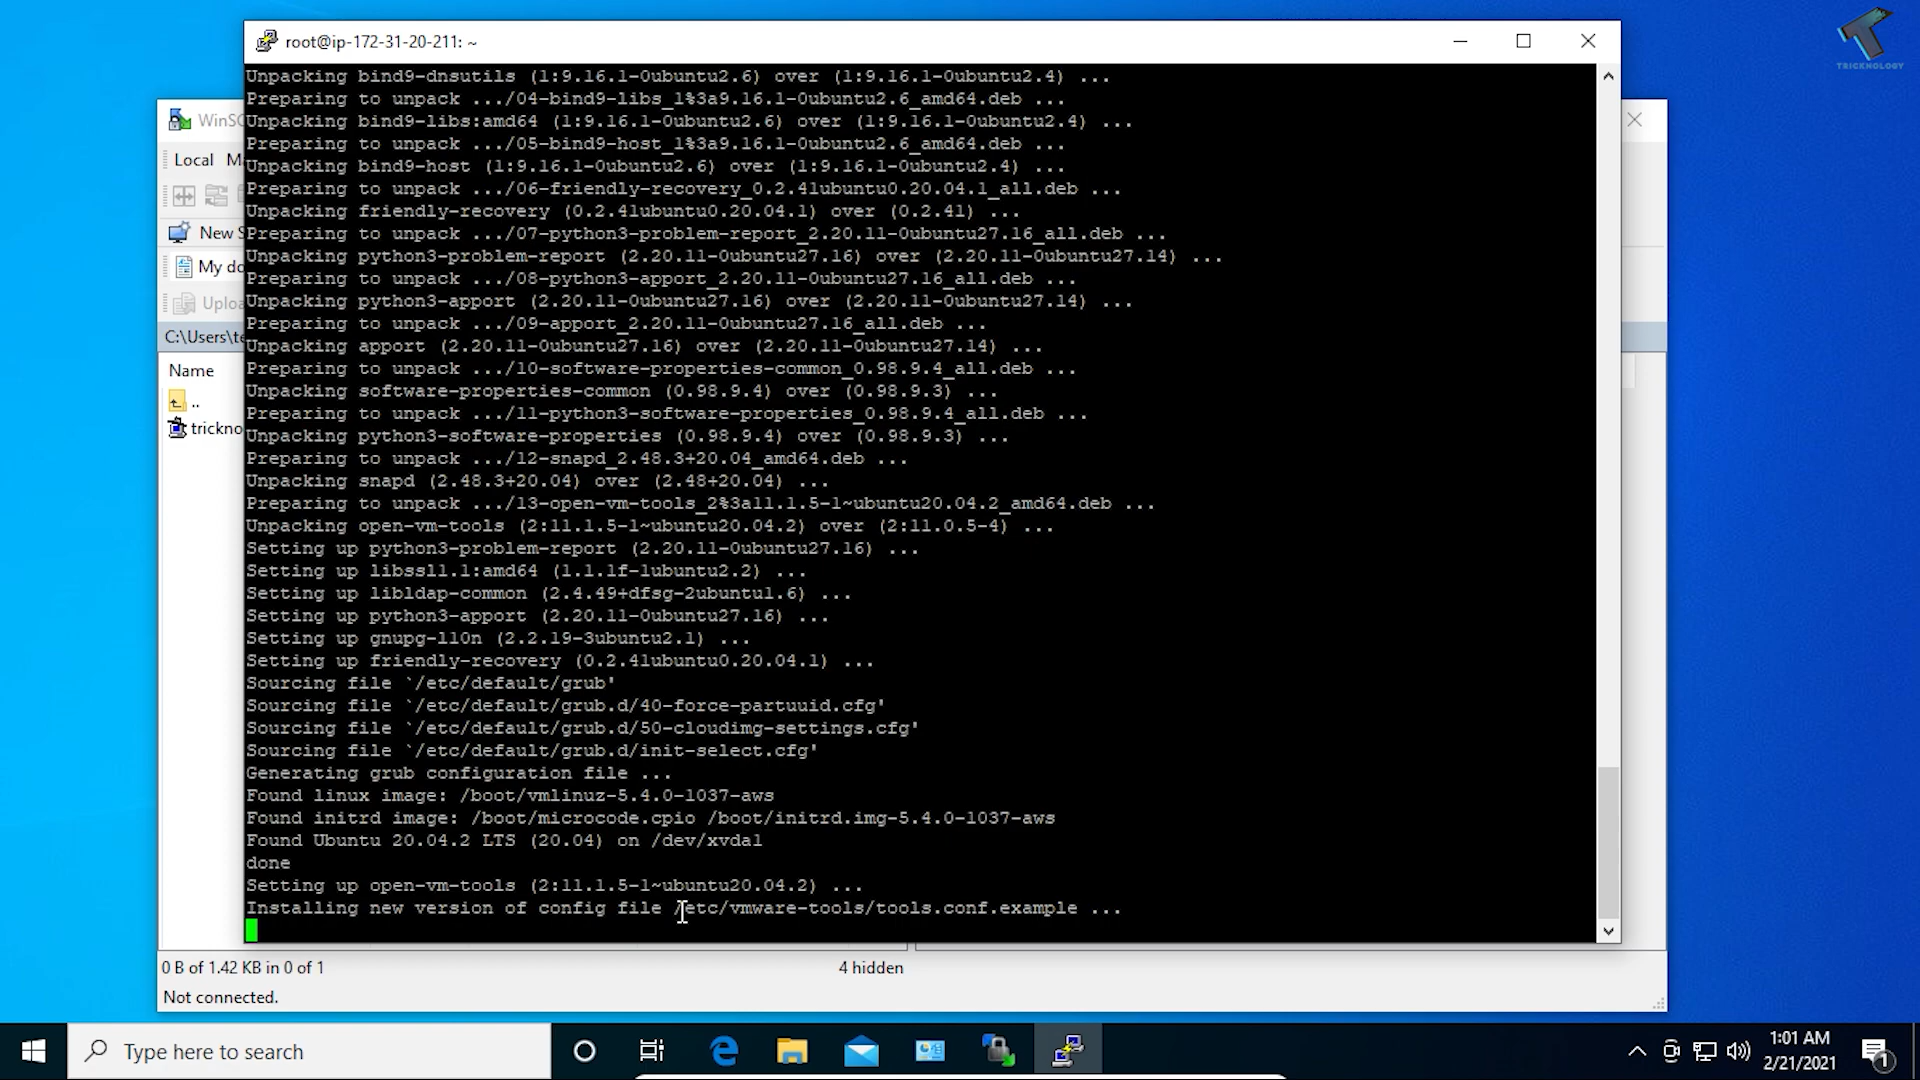 TRICKNOLOGY
root@ip-172-31-20-211: ~
WinSC
Local
New S
My do
Uploa
C:\Users\te
Name
..
trickno
Unpacking bind9-dnsutils (1:9.16.1-0ubuntu2.6) over (1:9.16.1-0ubuntu2.4) ...
Preparing to unpack .../04-bind9-libs_1%3a9.16.1-0ubuntu2.6_amd64.deb ...
Unpacking bind9-libs:amd64 (1:9.16.1-0ubuntu2.6) over (1:9.16.1-0ubuntu2.4) ...
Preparing to unpack .../05-bind9-host_1%3a9.16.1-0ubuntu2.6_amd64.deb ...
Unpacking bind9-host (1:9.16.1-0ubuntu2.6) over (1:9.16.1-0ubuntu2.4) ...
Preparing to unpack .../06-friendly-recovery_0.2.41ubuntu0.20.04.1_all.deb ...
Unpacking friendly-recovery (0.2.41ubuntu0.20.04.1) over (0.2.41) ...
Preparing to unpack .../07-python3-problem-report_2.20.11-0ubuntu27.16_all.deb ...
Unpacking python3-problem-report (2.20.11-0ubuntu27.16) over (2.20.11-0ubuntu27.14) ...
Preparing to unpack .../08-python3-apport_2.20.11-0ubuntu27.16_all.deb ...
Unpacking python3-apport (2.20.11-0ubuntu27.16) over (2.20.11-0ubuntu27.14) ...
Preparing to unpack .../09-apport_2.20.11-0ubuntu27.16_all.deb ...
Unpacking apport (2.20.11-0ubuntu27.16) over (2.20.11-0ubuntu27.14) ...
Preparing to unpack .../10-software-properties-common_0.98.9.4_all.deb ...
Unpacking software-properties-common (0.98.9.4) over (0.98.9.3) ...
Preparing to unpack .../11-python3-software-properties_0.98.9.4_all.deb ...
Unpacking python3-software-properties (0.98.9.4) over (0.98.9.3) ...
Preparing to unpack .../12-snapd_2.48.3+20.04_amd64.deb ...
Unpacking snapd (2.48.3+20.04) over (2.48+20.04) ...
Preparing to unpack .../13-open-vm-tools_2%3a11.1.5-1~ubuntu20.04.2_amd64.deb ...
Unpacking open-vm-tools (2:11.1.5-1~ubuntu20.04.2) over (2:11.0.5-4) ...
Setting up python3-problem-report (2.20.11-0ubuntu27.16) ...
Setting up libssl1.1:amd64 (1.1.1f-1ubuntu2.2) ...
Setting up libldap-common (2.4.49+dfsg-2ubuntu1.6) ...
Setting up python3-apport (2.20.11-0ubuntu27.16) ...
Setting up gnupg-l10n (2.2.19-3ubuntu2.1) ...
Setting up friendly-recovery (0.2.41ubuntu0.20.04.1) ...
Sourcing file `/etc/default/grub'
Sourcing file `/etc/default/grub.d/40-force-partuuid.cfg'
Sourcing file `/etc/default/grub.d/50-cloudimg-settings.cfg'
Sourcing file `/etc/default/grub.d/init-select.cfg'
Generating grub configuration file ...
Found linux image: /boot/vmlinuz-5.4.0-1037-aws
Found initrd image: /boot/microcode.cpio /boot/initrd.img-5.4.0-1037-aws
Found Ubuntu 20.04.2 LTS (20.04) on /dev/xvda1
done
Setting up open-vm-tools (2:11.1.5-1~ubuntu20.04.2) ...
Installing new version of config file /etc/vmware-tools/tools.conf.example ...
0 B of 1.42 KB in 0 of 1
4 hidden
Not connected.
Type here to search
1:01 AM
2/21/2021
1